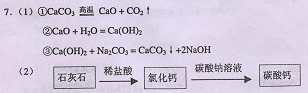 7. (1) ①CaCO₃ 高温 CaO + CO₂↑
②CaO + H₂O = Ca(OH)₂
③Ca(OH)₂ + Na₂CO₃ = CaCO₃↓+2NaOH
(2) 石灰石 稀盐酸 氯化钙 碳酸钠溶液 碳酸钙